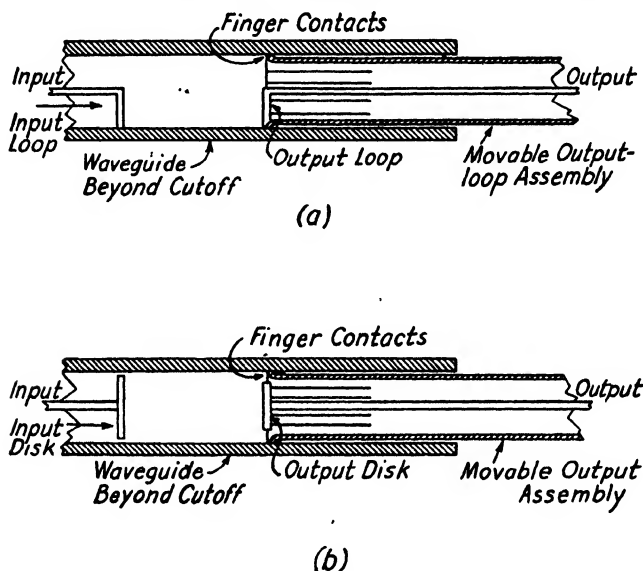 Finger Contacts
Input
Output
Input
Loop
Output Loop
Waveguide
Beyond Cutoff
Movable Output-
loop Assembly
(a)
Finger Contacts
Input
Output
Input
Disk
Output Disk
Waveguide
Beyond Cutoff
Movable Output
Assembly
(b)